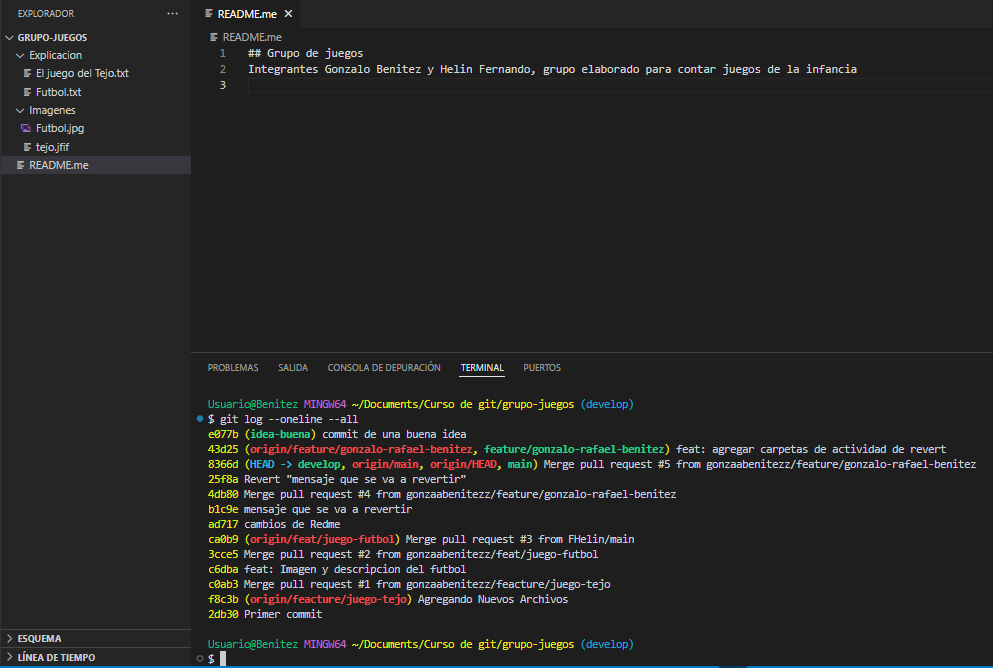 EXPLORADOR ...
GRUPO-JUEGOS
Explicacion
El juego del Tejo.txt
Futbol.txt
Imagenes
Futbol.jpg
tejo.jfif
README.me
ESQUEMA
LÍNEA DE TIEMPO
README.me
README.me
1 ## Grupo de juegos
2 Integrantes Gonzalo Benitez y Helin Fernando, grupo elaborado para contar juegos de la infancia
3
PROBLEMAS SALIDA CONSOLA DE DEPURACIÓN TERMINAL PUERTOS
Usuario@Benitez MINGW64 ~/Documents/Curso de git/grupo-juegos (develop)
$ git log --oneline --all
e077b (idea-buena) commit de una buena idea
43d25 (origin/feature/gonzalo-rafael-benitez, feature/gonzalo-rafael-benitez) feat: agregar carpetas de actividad de revert
8366d (HEAD -> develop, origin/main, origin/HEAD, main) Merge pull request #5 from gonzaabenitezz/feature/gonzalo-rafael-benitez
25f8a Revert "mensaje que se va a revertir"
4db80 Merge pull request #4 from gonzaabenitezz/feature/gonzalo-rafael-benitez
b1c9e mensaje que se va a revertir
ad717 cambios de Redme
ca0b9 (origin/feat/juego-futbol) Merge pull request #3 from FHelin/main
3cce5 Merge pull request #2 from gonzaabenitezz/feat/juego-futbol
c6dba feat: Imagen y descripcion del futbol
c0ab3 Merge pull request #1 from gonzaabenitezz/feacture/juego-tejo
f8c3b (origin/feacture/juego-tejo) Agregando Nuevos Archivos
2db30 Primer commit
Usuario@Benitez MINGW64 ~/Documents/Curso de git/grupo-juegos (develop)
$